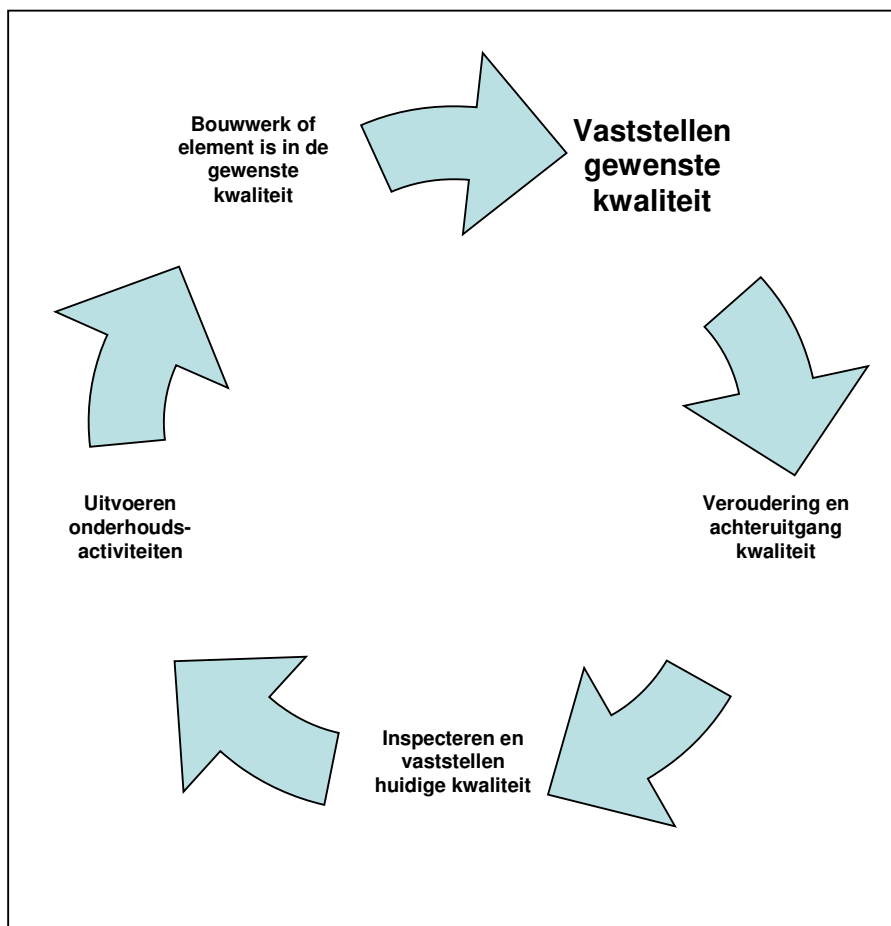 Bouwwerk of
element is in de
gewenste
kwaliteit
Vaststellen
gewenste
kwaliteit
Veroudering en
achteruitgang
kwaliteit
Inspecteren en
vaststellen
huidige kwaliteit
Uitvoeren
onderhouds-
activiteiten